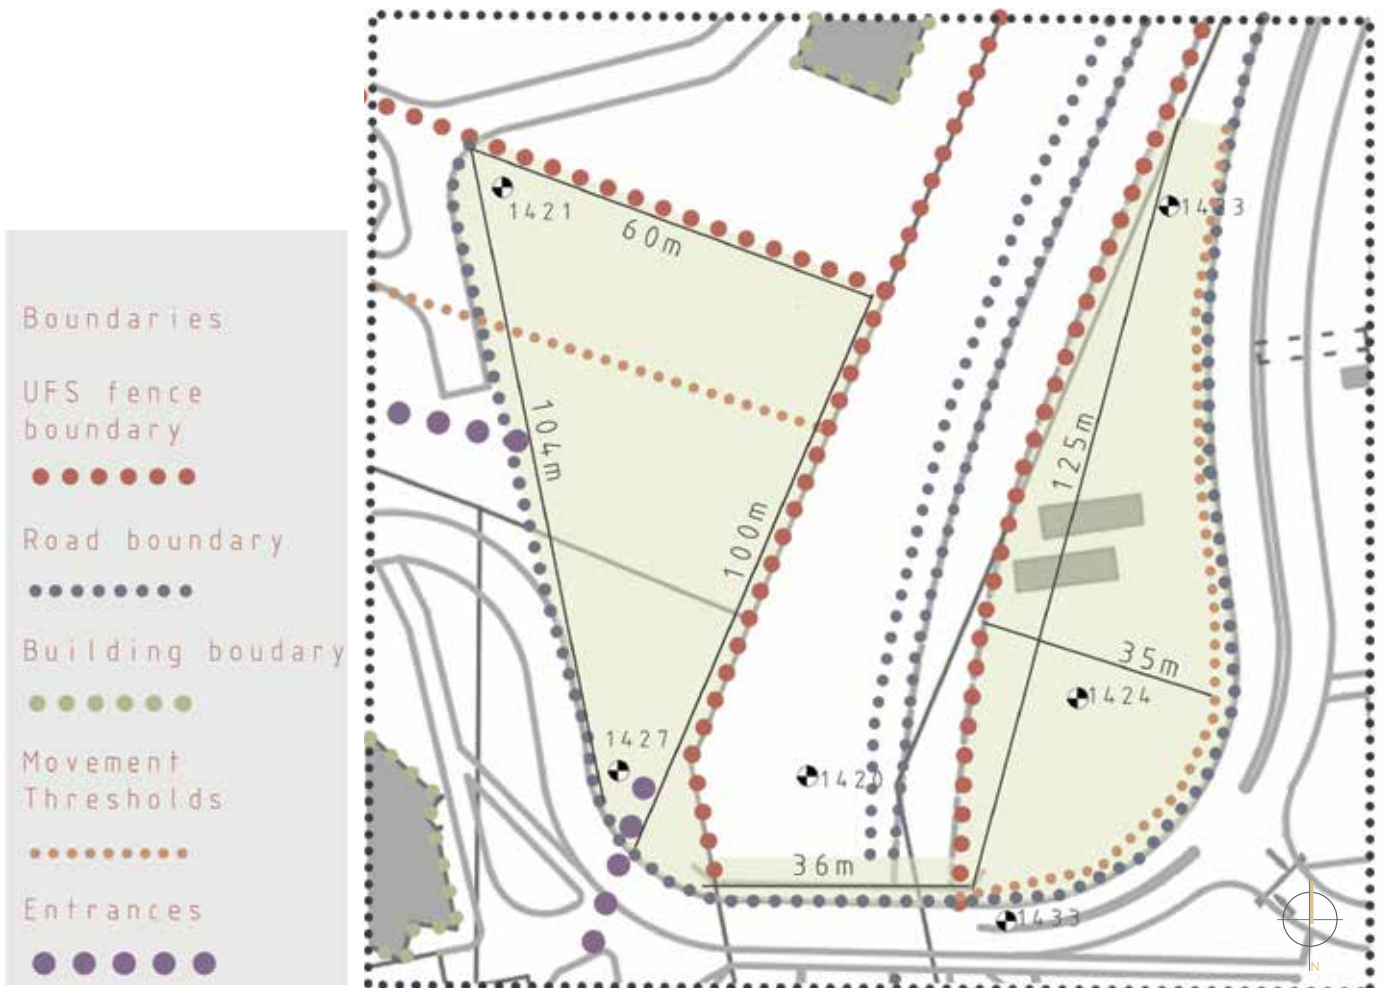 Boundaries
UFS fence
boundary
Road boundary
Building boudary
Movement
Thresholds
Entrances
1421
60m
1423
104m
125m
100m
35m
1424
1427
1420
36m
1433
N